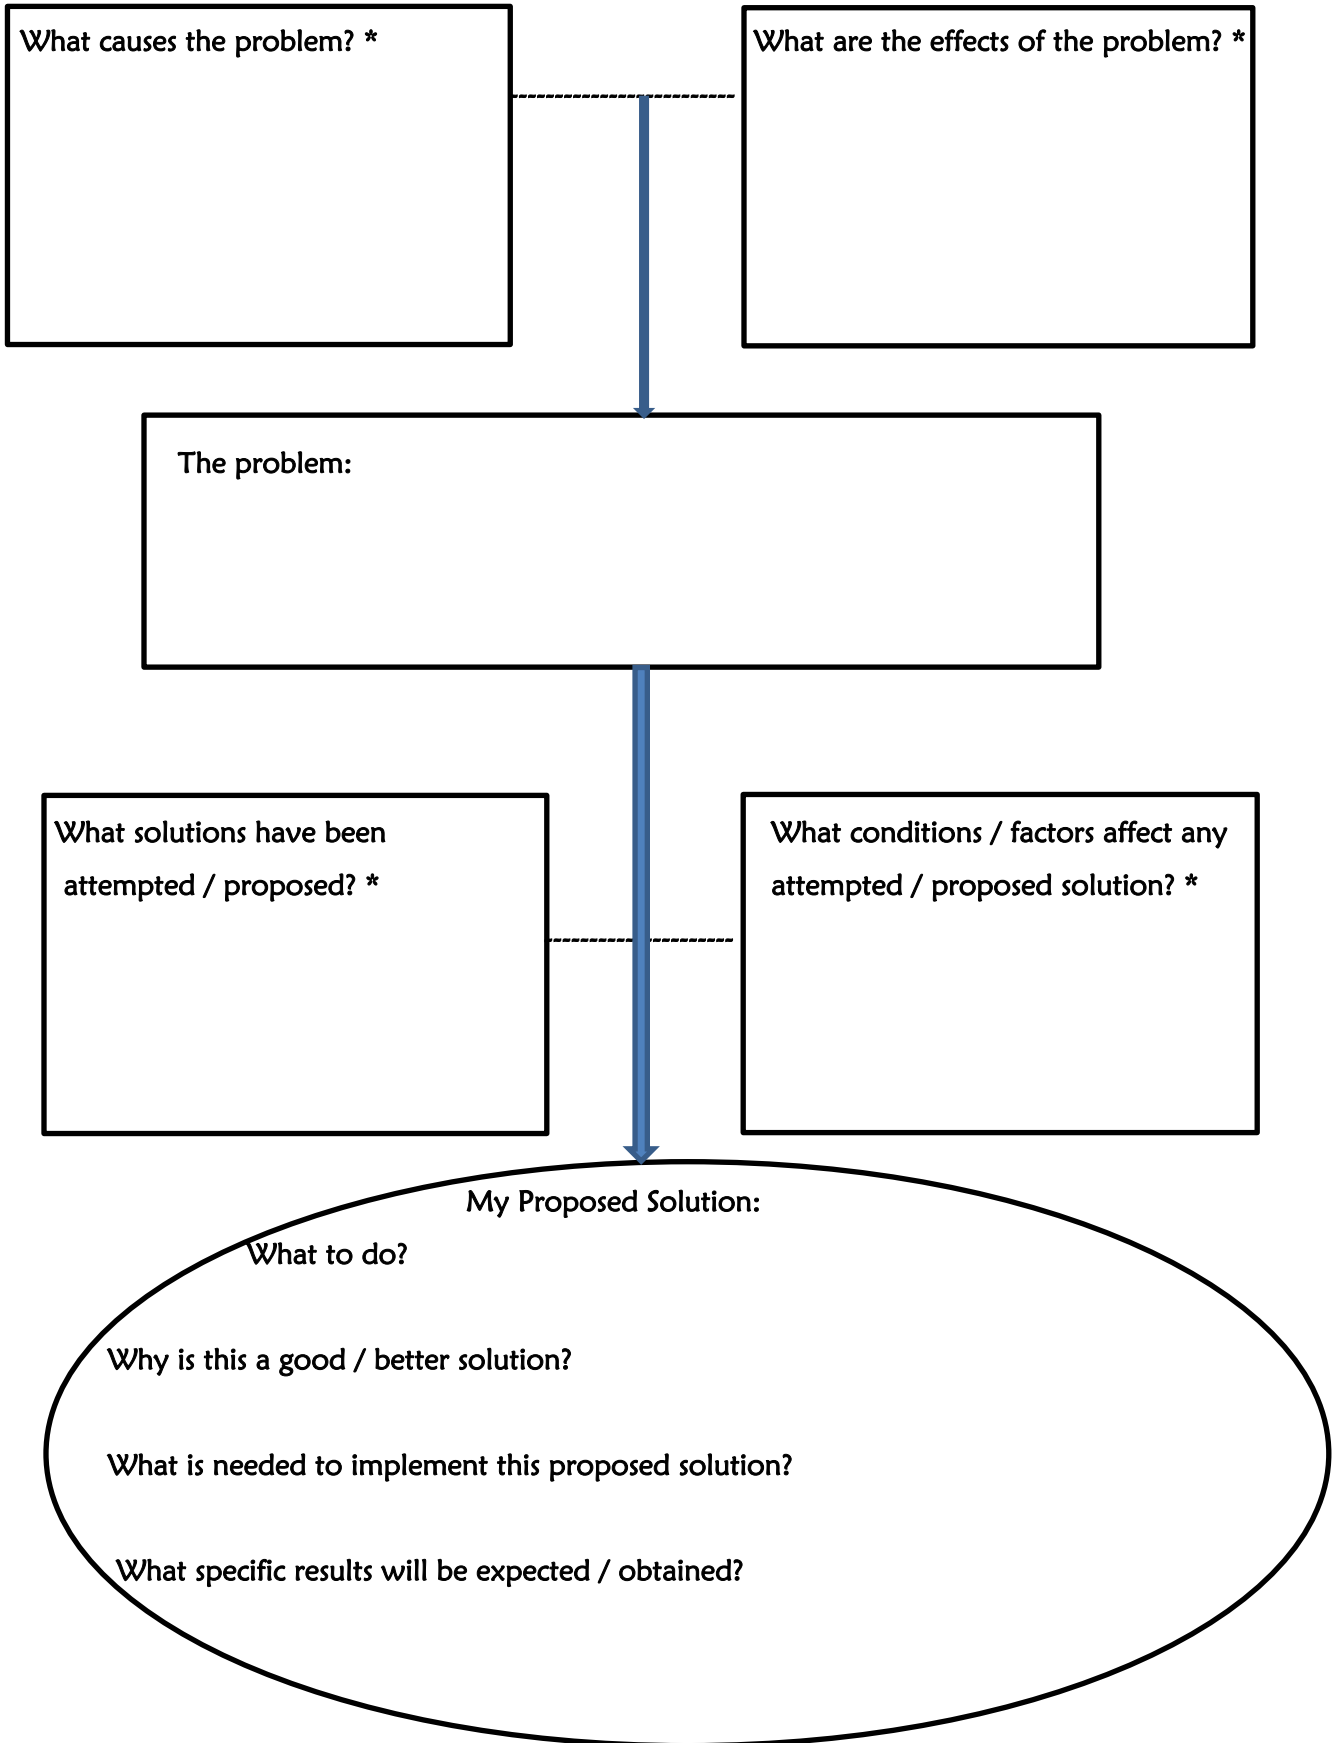 What causes the problem? *
What are the effects of the problem? *
The problem:
What solutions have been
attempted / proposed? *
What conditions / factors affect any
attempted / proposed solution? *
My Proposed Solution:
What to do?
Why is this a good / better solution?
What is needed to implement this proposed solution?
What specific results will be expected / obtained?